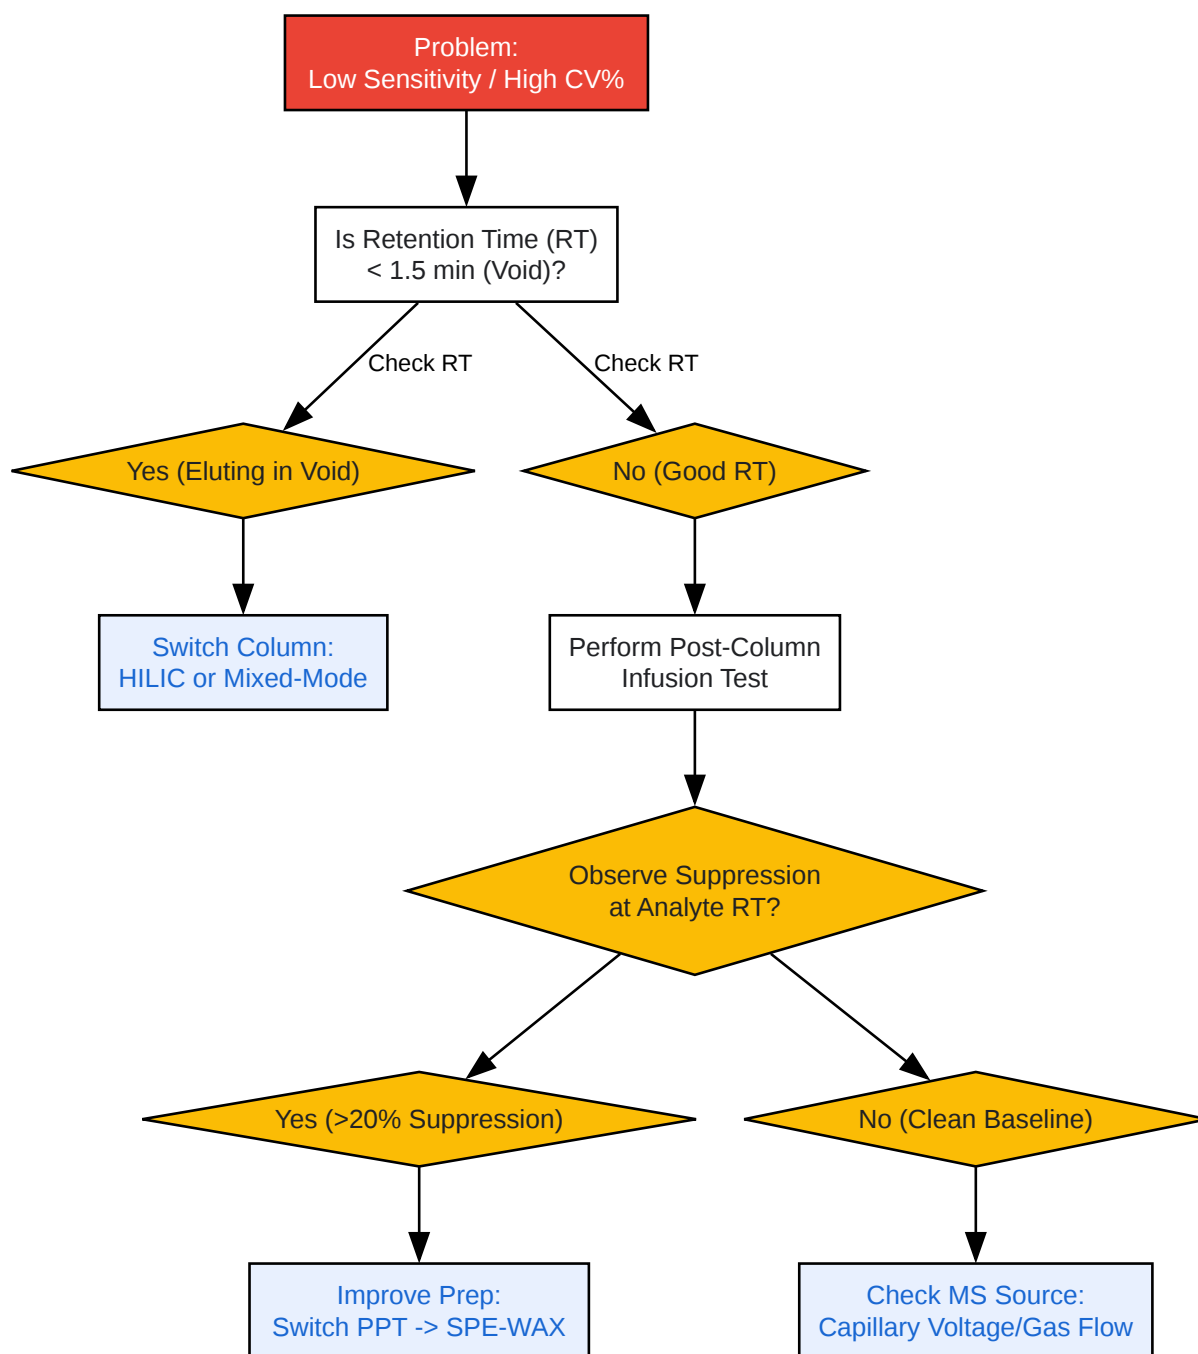 Problem:
Low Sensitivity / High CV%
Is Retention Time (RT)
< 1.5 min (Void)?
Check RT
Check RT
Yes (Eluting in Void)
No (Good RT)
Switch Column:
HILIC or Mixed-Mode
Perform Post-Column
Infusion Test
Observe Suppression
at Analyte RT?
Yes (>20% Suppression)
No (Clean Baseline)
Improve Prep:
Switch PPT -> SPE-WAX
Check MS Source:
Capillary Voltage/Gas Flow